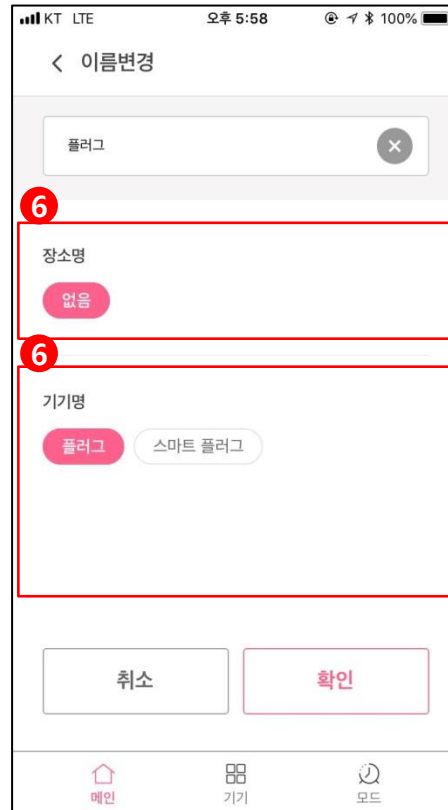 KT LTE 오후 5:58 100%
이름변경
플러그
6
장소명
없음
6
기기명
플러그 스마트 플러그
취소 확인
메인 기기 모드